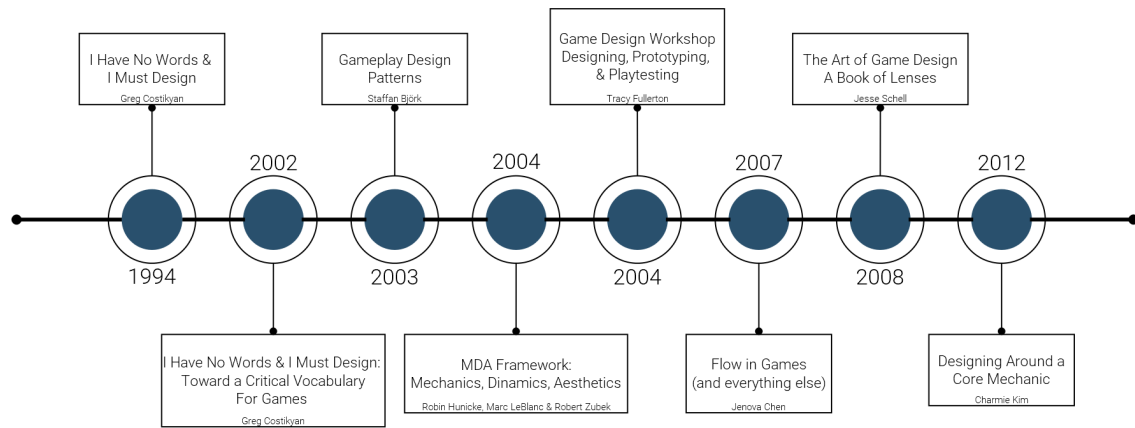 I Have No Words &
I Must Design
Greg Costikyan
1994
2002
I Have No Words & I Must Design:
Toward a Critical Vocabulary
For Games
Greg Costikyan
Gameplay Design
Patterns
Staffan Björk
2003
2004
MDA Framework:
Mechanics, Dinamics, Aesthetics
Robin Hunicke, Marc LeBlanc & Robert Zubek
Game Design Workshop
Designing, Prototyping,
& Playtesting
Tracy Fullerton
2004
2007
Flow in Games
(and everything else)
Jenova Chen
The Art of Game Design
A Book of Lenses
Jesse Schell
2008
2012
Designing Around a
Core Mechanic
Charmie Kim